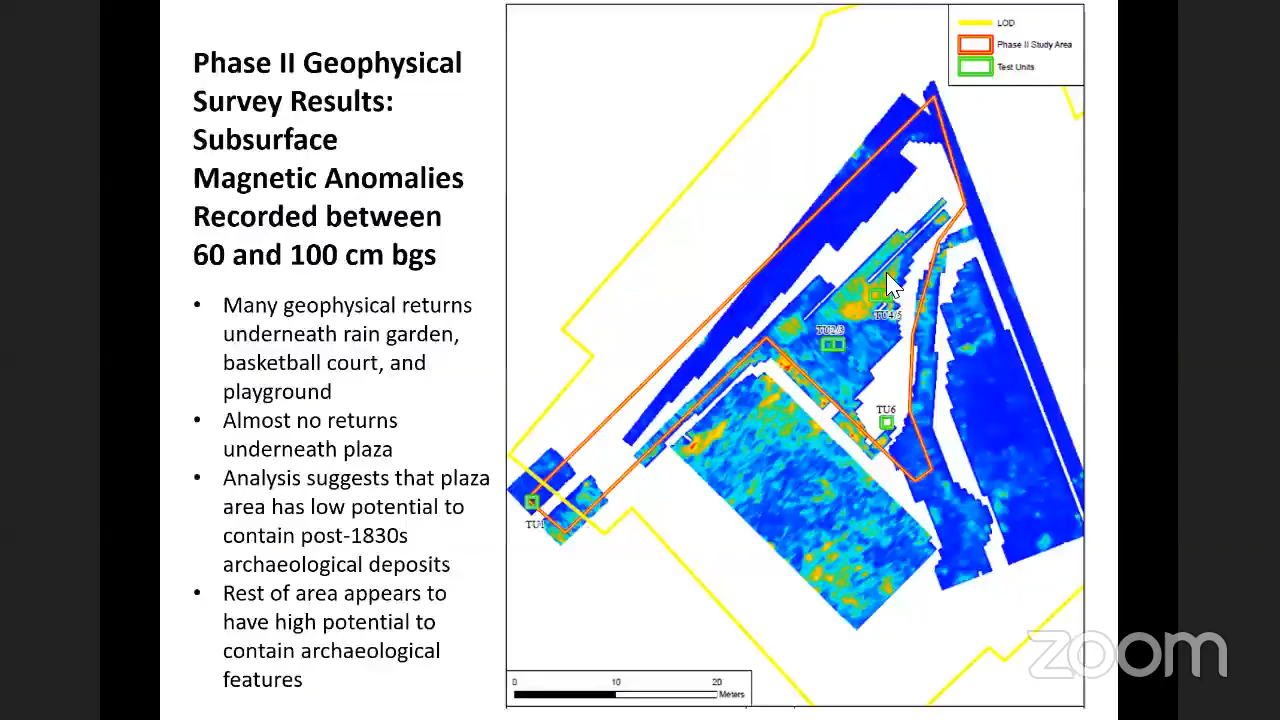 Phase II Geophysical
Survey Results:
Subsurface
Magnetic Anomalies
Recorded between
60 and 100 cm bgs
• Many geophysical returns
underneath rain garden,
basketball court, and
playground
• Almost no returns
underneath plaza
• Analysis suggests that plaza
area has low potential to
contain post-1830s
archaeological deposits
• Rest of area appears to
have high potential to
contain archaeological
features
LOD
Phase II Study Area
Test Units
TU4/5
TU2/3
TU6
TU1
0 10 20
Meters
zoom